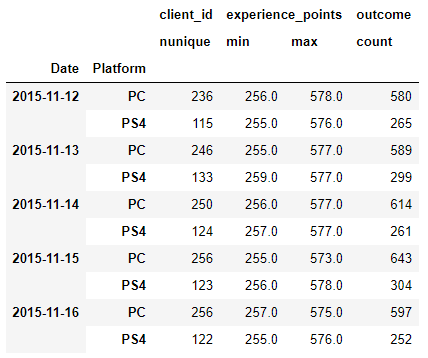 client_id experience_points outcome
nunique min max count
Date Platform
2015-11-12 PC 236 256.0 578.0 580
PS4 115 255.0 576.0 265
2015-11-13 PC 246 255.0 577.0 589
PS4 133 259.0 577.0 299
2015-11-14 PC 250 256.0 577.0 614
PS4 124 257.0 577.0 261
2015-11-15 PC 256 255.0 573.0 643
PS4 123 256.0 578.0 304
2015-11-16 PC 256 257.0 575.0 597
PS4 122 255.0 576.0 252